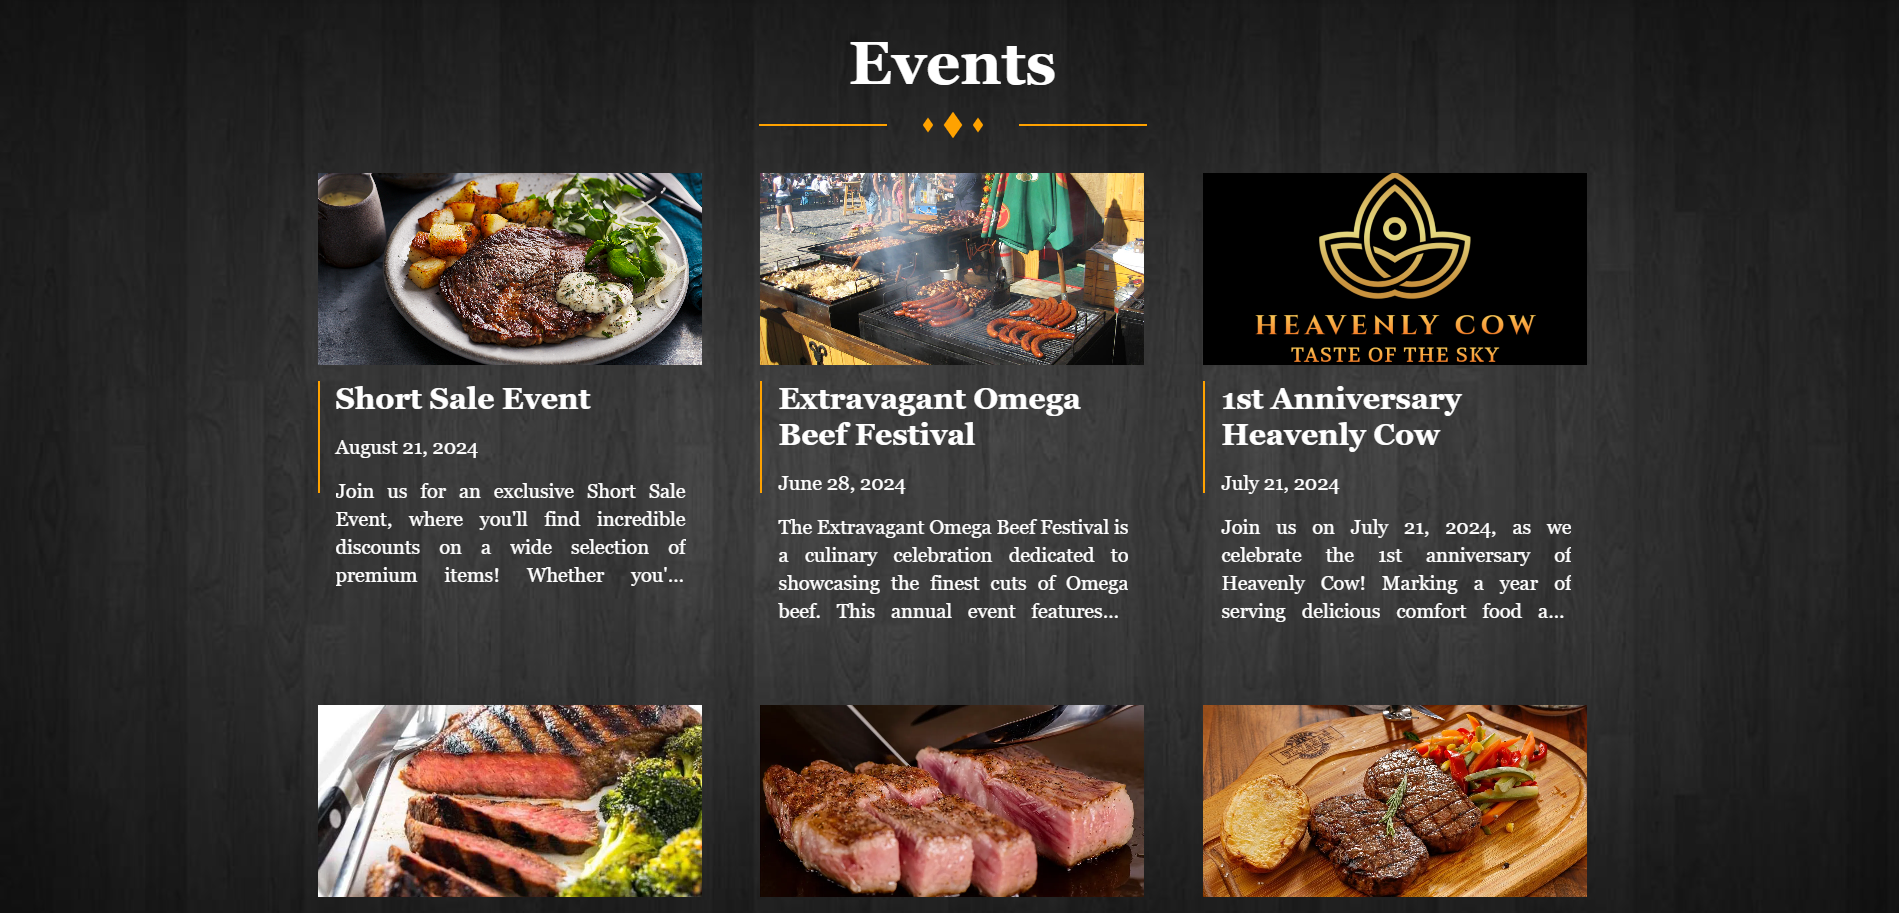 Events
Short Sale Event
August 21, 2024
Join us for an exclusive Short Sale
Event, where you'll find incredible
discounts on a wide selection of
premium items! Whether you'...
Extravagant Omega
Beef Festival
June 28, 2024
The Extravagant Omega Beef Festival is
a culinary celebration dedicated to
showcasing the finest cuts of Omega
beef. This annual event features...
HEAVENLY COW
TASTE OF THE SKY
1st Anniversary
Heavenly Cow
July 21, 2024
Join us on July 21, 2024, as we
celebrate the 1st anniversary of
Heavenly Cow! Marking a year of
serving delicious comfort food a...